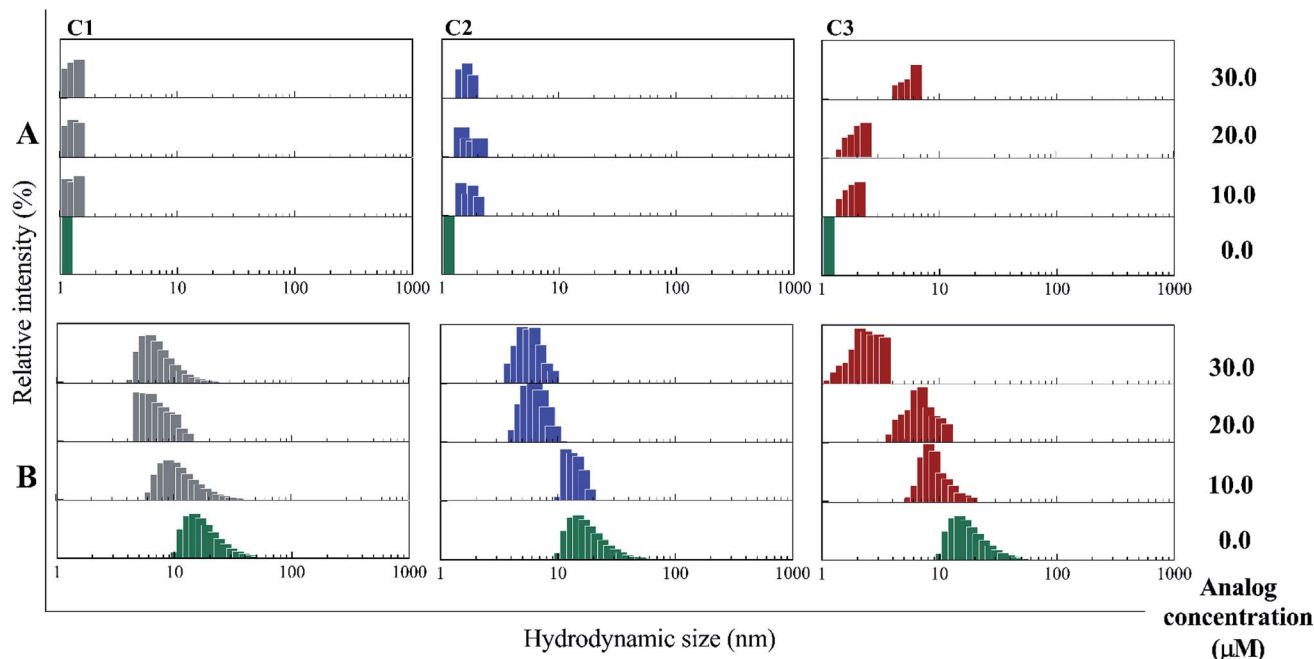 C1 C2 C3
30.0
A
20.0
10.0
0.0
1 10 100 1000 1 10 100 1000 1 10 100 1000
Relative intensity (%)
30.0
20.0
B
10.0
0.0
1 10 100 1000 1 10 100 1000 1 10 100 1000
Analog
concentration
(μM)
Hydrodynamic size (nm)